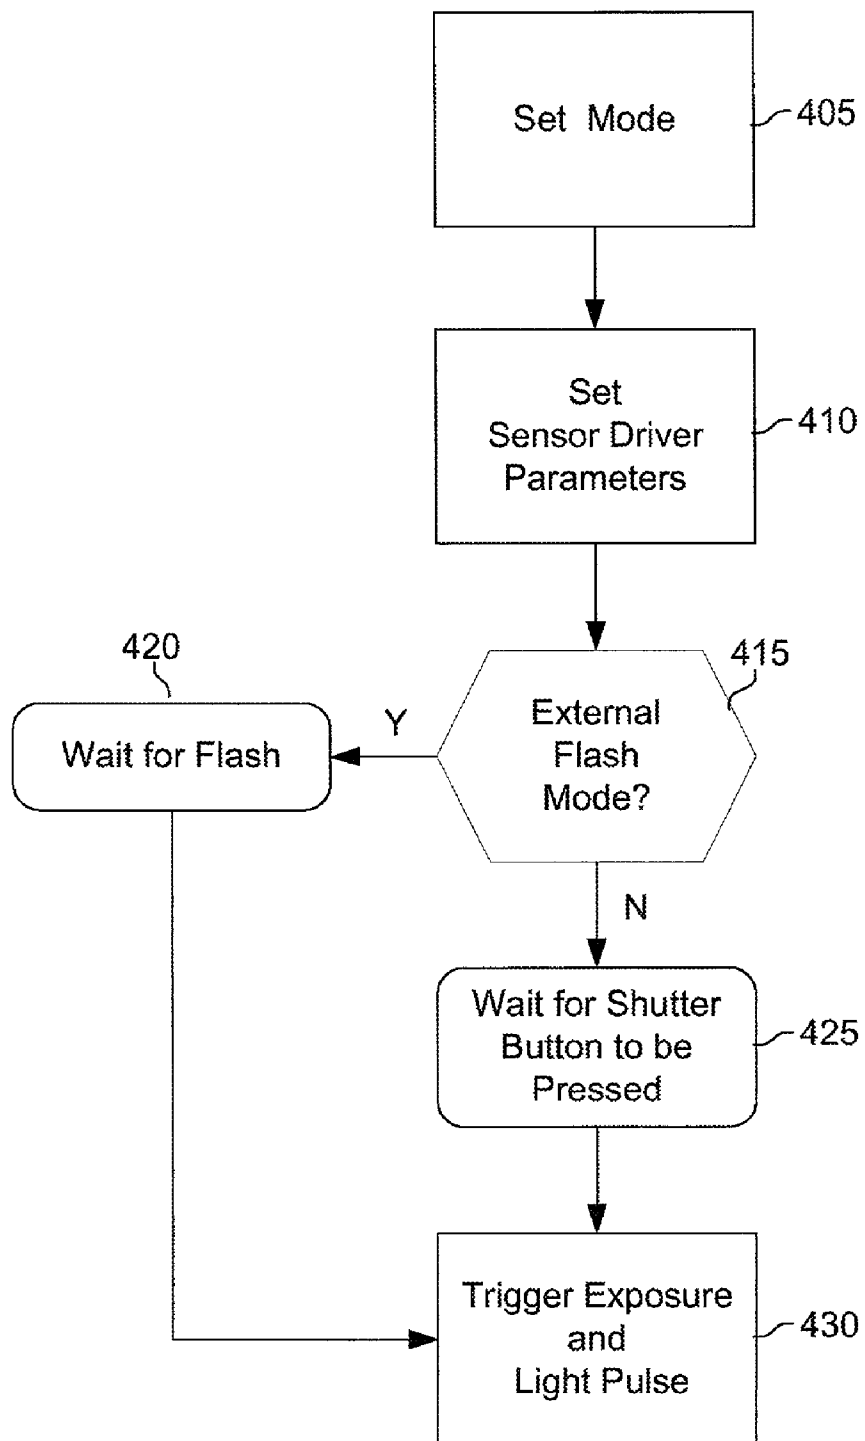 Set Mode
405
Set
Sensor Driver
Parameters
410
415
External
Flash
Mode?
420
Y
Wait for Flash
N
Wait for Shutter
Button to be
Pressed
425
Trigger Exposure
and
Light Pulse
430